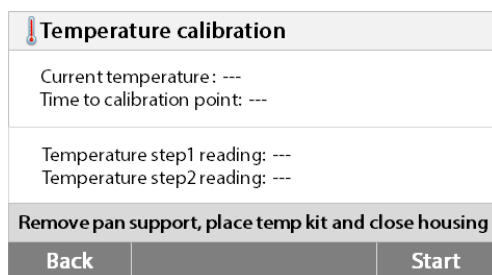 Temperature calibration
Current temperature: ---
Time to calibration point: ---
Temperature step1 reading: ---
Temperature step2 reading: ---
Remove pan support, place temp kit and close housing
Back Start